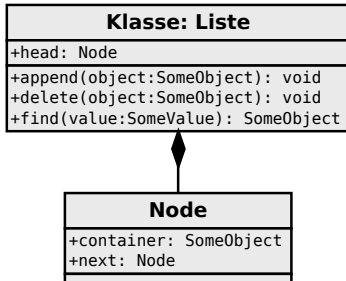 Klasse: Liste
+head: Node
+append(object:SomeObject): void
+delete(object:SomeObject): void
+find(value:SomeValue): SomeObject
Node
+container: SomeObject
+next: Node